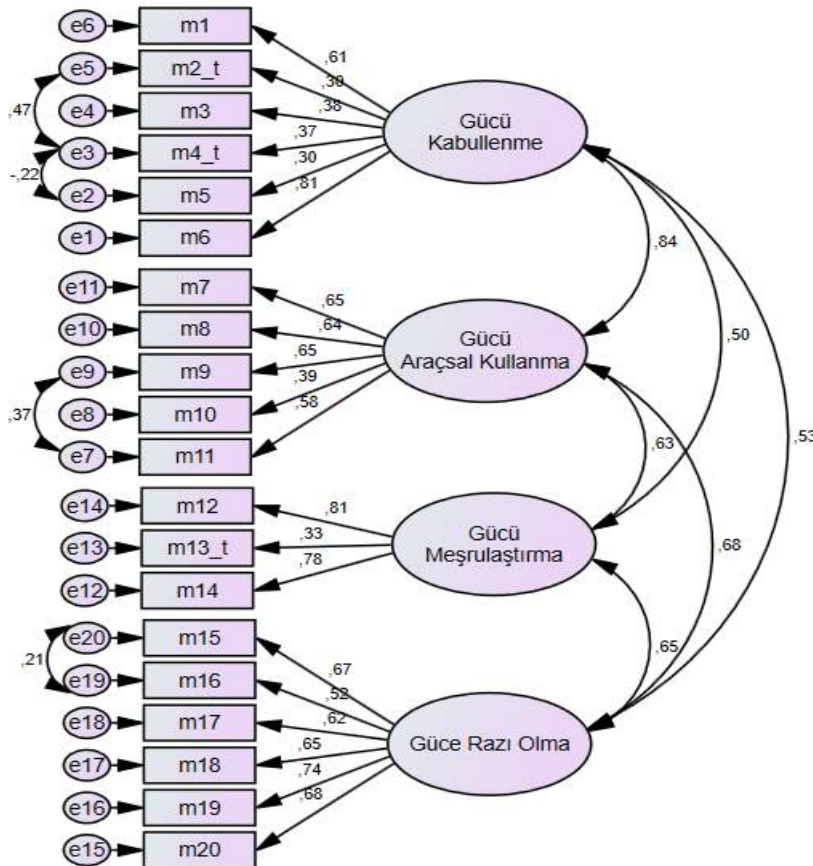 e6
m1
,61
e5
m2_t
,30
e4
m3
,38
Gücü
Kabullenme
,47
e3
m4_t
,37
-,22
e2
m5
,30
e1
m6
,81
,84
e11
m7
,65
e10
m8
,64
Gücü
Araçsal Kullanma
,50
e9
m9
,65
,37
e8
m10
,39
e7
m11
,58
,63
,53
e14
m12
,81
e13
m13_t
,33
Gücü
Meşrulaştırma
,68
e12
m14
,78
e20
m15
,67
,65
,21
e19
m16
,52
e18
m17
,62
Güce Razı Olma
e17
m18
,65
e16
m19
,74
e15
m20
,68